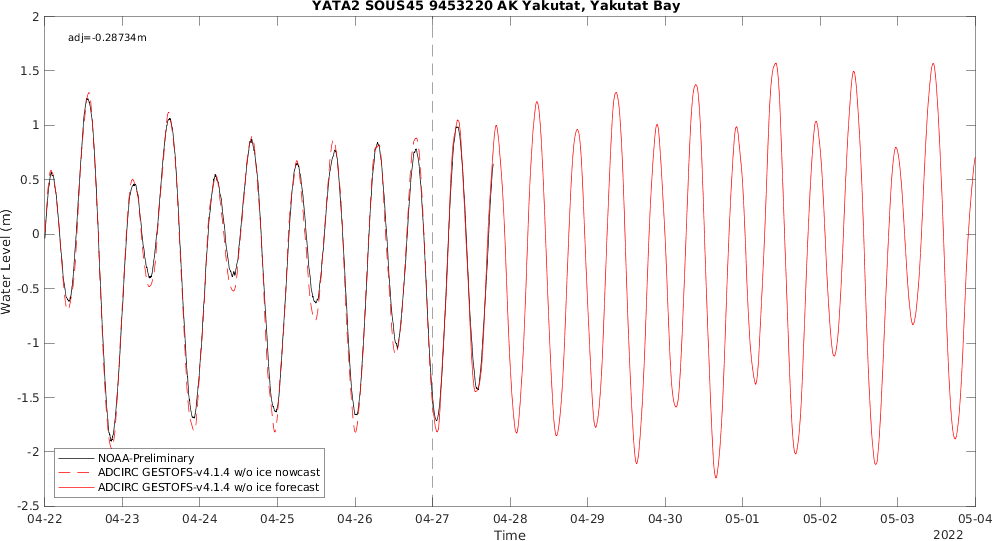 YATA2 SOUS45 9453220 AK Yakutat, Yakutat Bay
adj=-0.28734m
2
1.5
1
0.5
0
-0.5
-1
-1.5
-2
-2.5
Water Level (m)
NOAA-Preliminary
ADCIRC GESTOFS-v4.1.4 w/o ice nowcast
ADCIRC GESTOFS-v4.1.4 w/o ice forecast
04-22 04-23 04-24 04-25 04-26 04-27 04-28 04-29 04-30 05-01 05-02 05-03 05-04
Time
2022